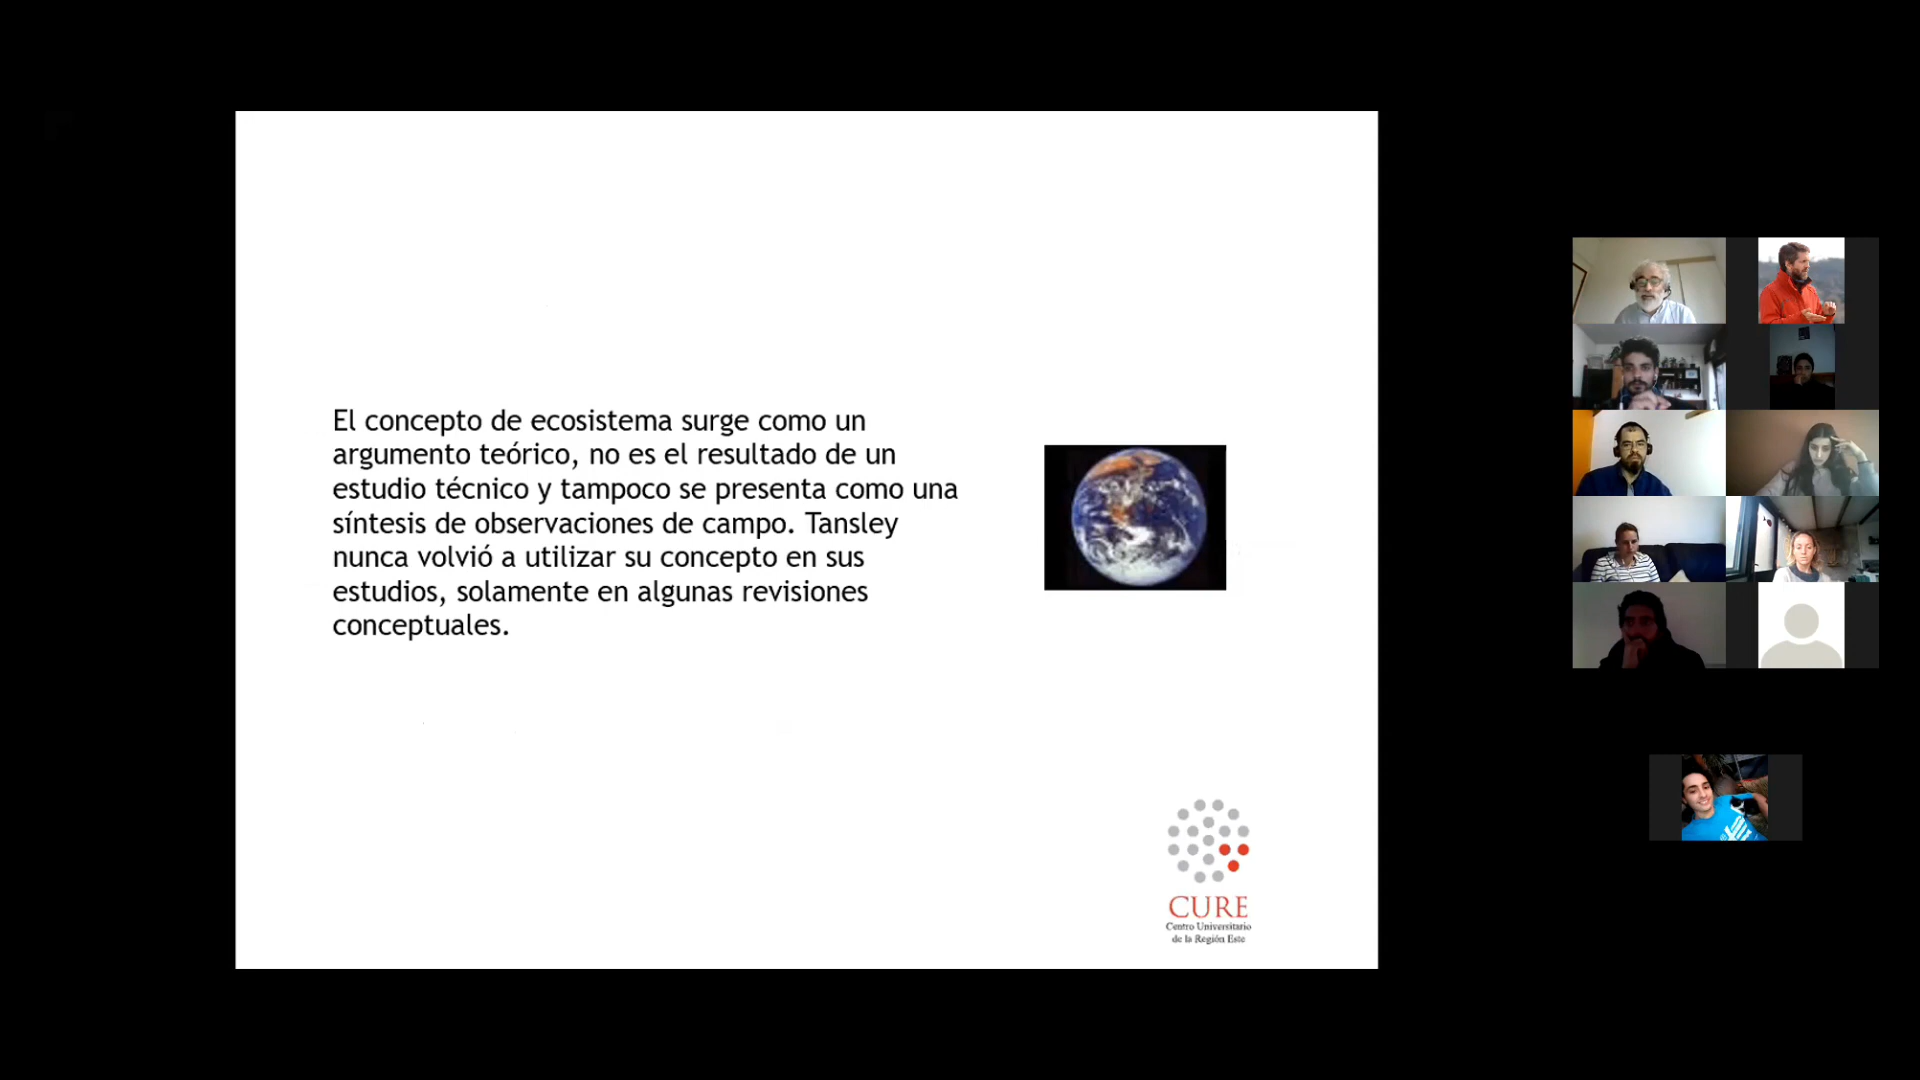 El concepto de ecosistema surge como un
argumento teórico, no es el resultado de un
estudio técnico y tampoco se presenta como una
síntesis de observaciones de campo. Tansley
nunca volvió a utilizar su concepto en sus
estudios, solamente en algunas revisiones
conceptuales.
CURE
Centro Universitario
de la Región Este